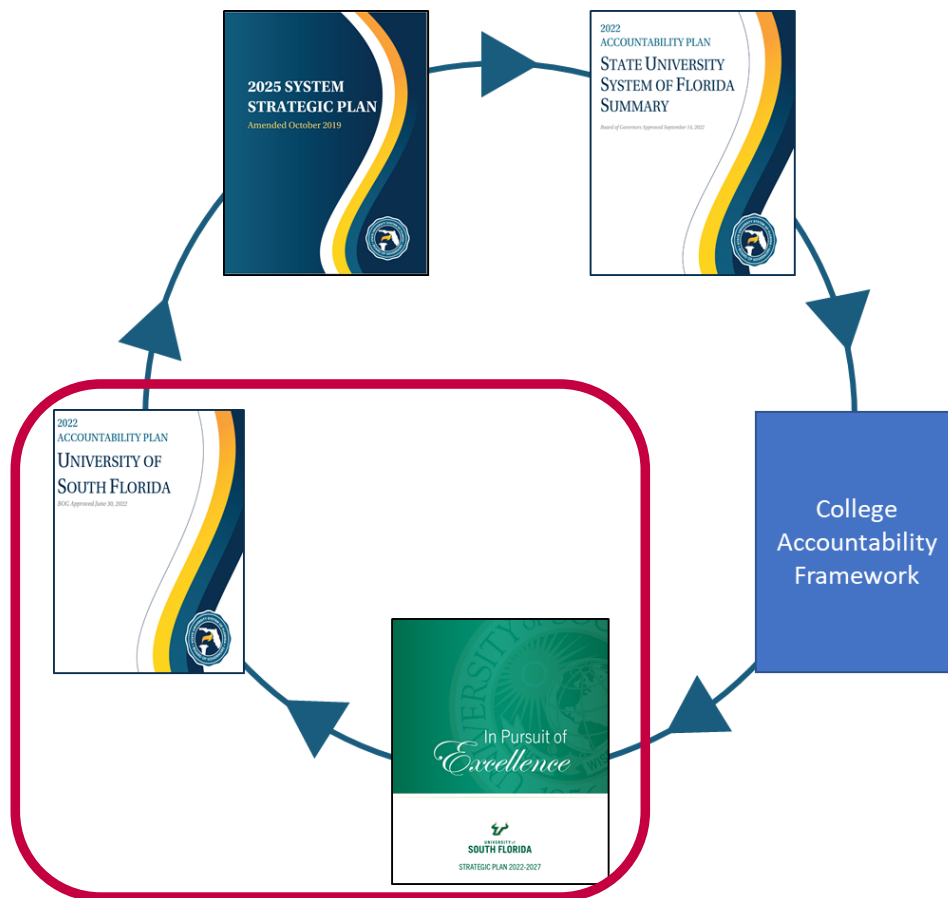 2025 SYSTEM
STRATEGIC PLAN
Amended October 2019
2022
ACCOUNTABILITY PLAN
STATE UNIVERSITY
SYSTEM OF FLORIDA
SUMMARY
Board of Governors Approved September 14, 2022
2022
ACCOUNTABILITY PLAN
UNIVERSITY OF
SOUTH FLORIDA
BOG Approved June 30, 2022
College
Accountability
Framework
In Pursuit of
Excellence
UNIVERSITY of
SOUTH FLORIDA
STRATEGIC PLAN 2022-2027